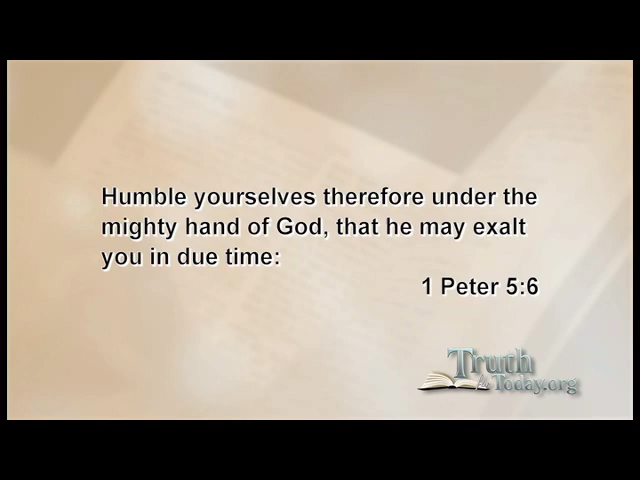 Humble yourselves therefore under the
mighty hand of God, that he may exalt
you in due time:
1 Peter 5:6
Truth
for Today.org